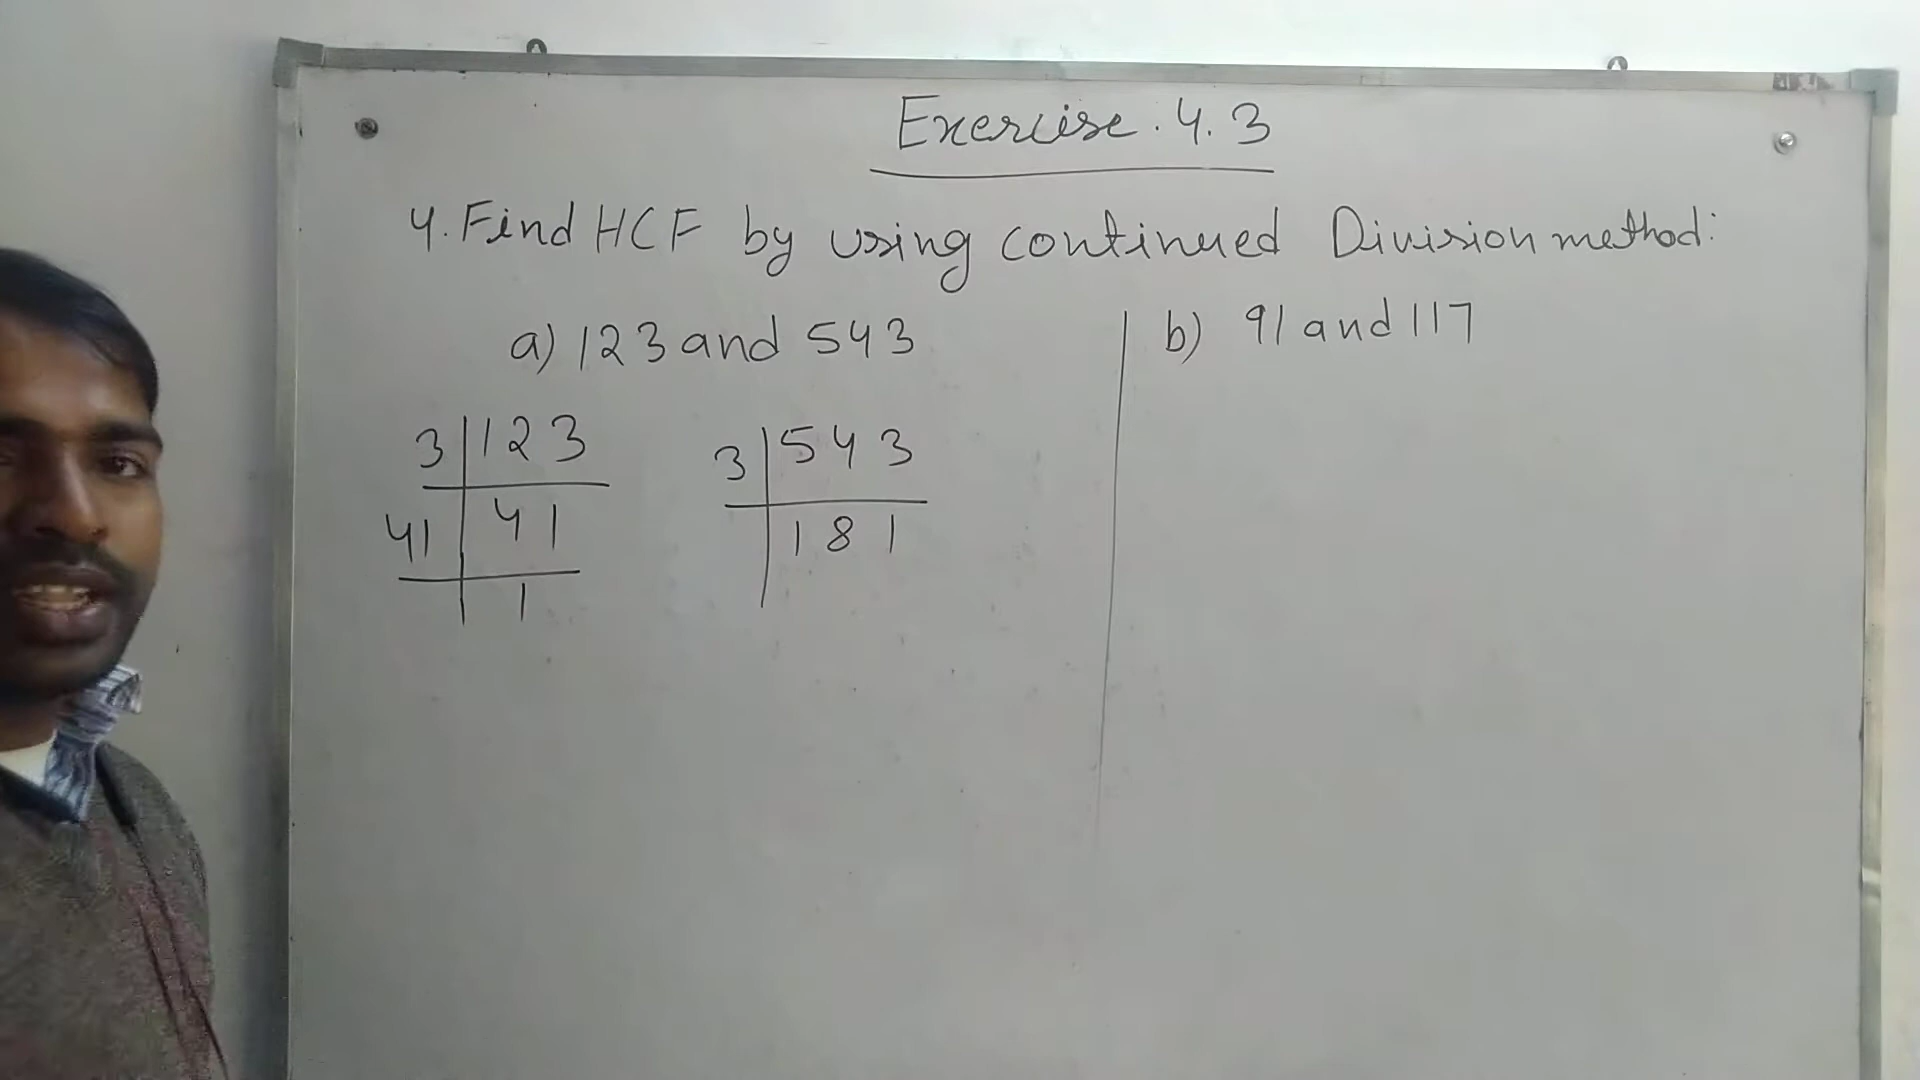 Exercise. 4.3
4. Find HCF by using continued Division method:
a) 123 and 543
b) 91 and 117
3 | 123
41 | 41
1
3 | 543
181